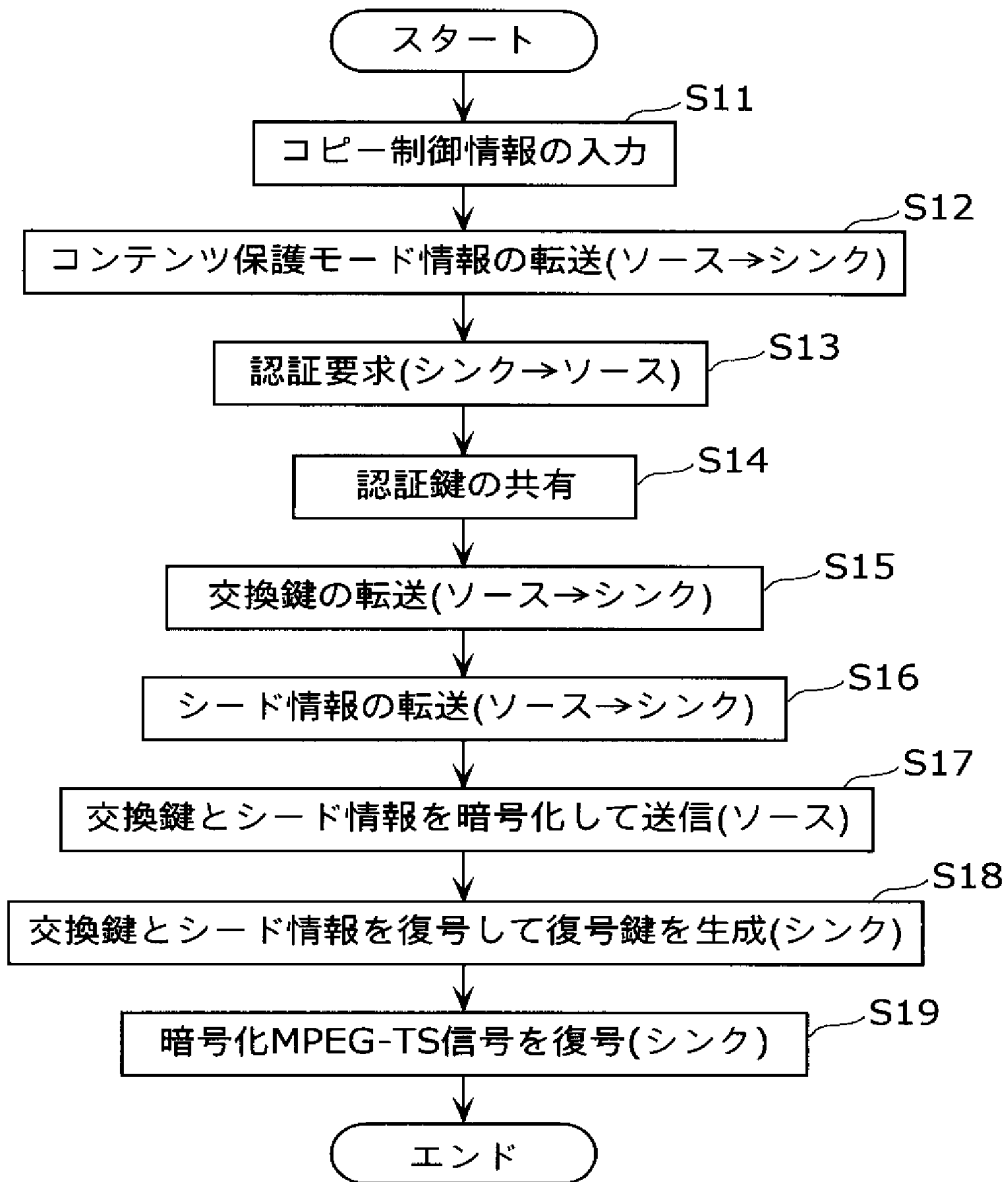 スタート
S11
コピー制御情報の入力
S12
コンテンツ保護モード情報の転送(ソース→シンク)
S13
認証要求(シンク→ソース)
S14
認証鍵の共有
S15
交換鍵の転送(ソース→シンク)
S16
シード情報の転送(ソース→シンク)
S17
交換鍵とシード情報を暗号化して送信(ソース)
S18
交換鍵とシード情報を復号して復号鍵を生成(シンク)
S19
暗号化MPEG-TS信号を復号(シンク)
エンド